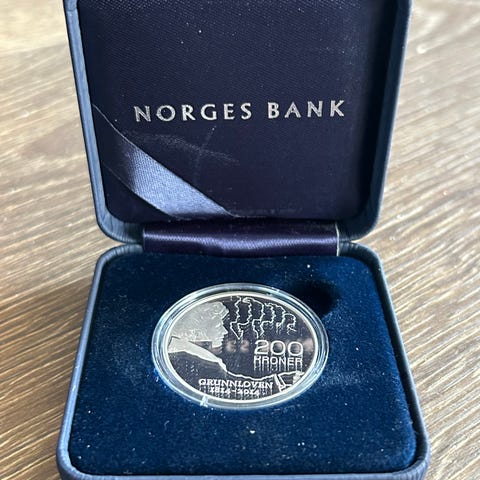 NORGES BANK
200
KRONER
GRUNNLOVEN
1814-2014